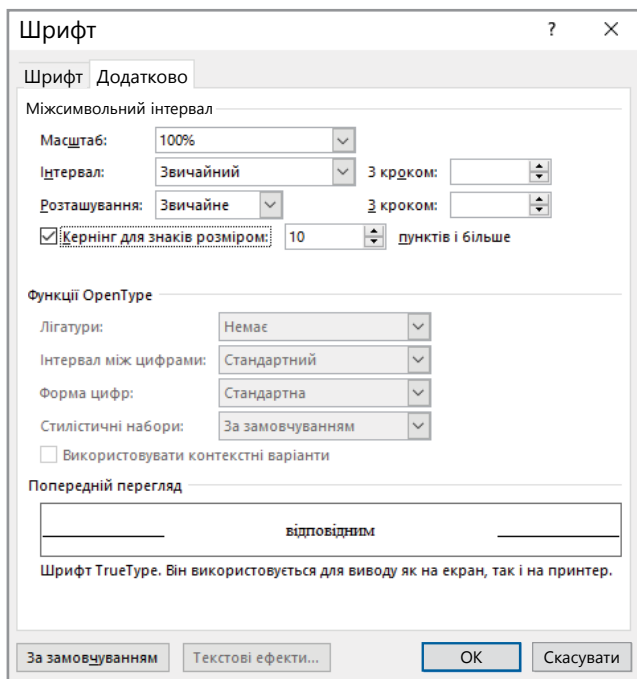 Шрифт ?
Шрифт Додатково
Міжсимвольний інтервал
Масштаб: 100%
Інтервал: Звичайний З кроком:
Розташування: Звичайне З кроком:
Кернінг для знаків розміром: 10 пунктів і більше
Функції OpenType
Лігатури: Немає
Інтервал між цифрами: Стандартний
Форма цифр: Стандартна
Стилістичні набори: За замовчуванням
Використовувати контекстні варіанти
Попередній перегляд
відповідним
Шрифт TrueType. Він використовується для виводу як на екран, так і на принтер.
За замовчуванням Текстові ефекти... ОК Скасувати